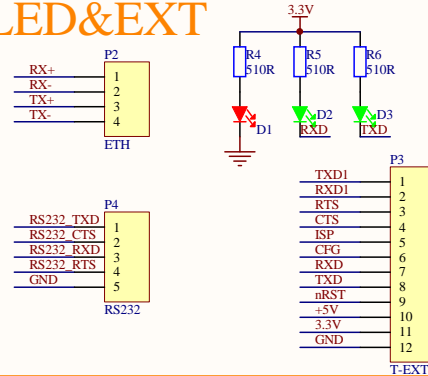 LED&EXT
3.3V
R4
510R
R5
510R
R6
510R
D1
D2
RXD
D3
TXD
P2
RX+ 1
RX- 2
TX+ 3
TX- 4
ETH
P4
RS232_TXD 1
RS232_CTS 2
RS232_RXD 3
RS232_RTS 4
GND 5
RS232
P3
TXD1 1
RXD1 2
RTS 3
CTS 4
ISP 5
CFG 6
RXD 7
TXD 8
nRST 9
+5V 10
3.3V 11
GND 12
T-EXT